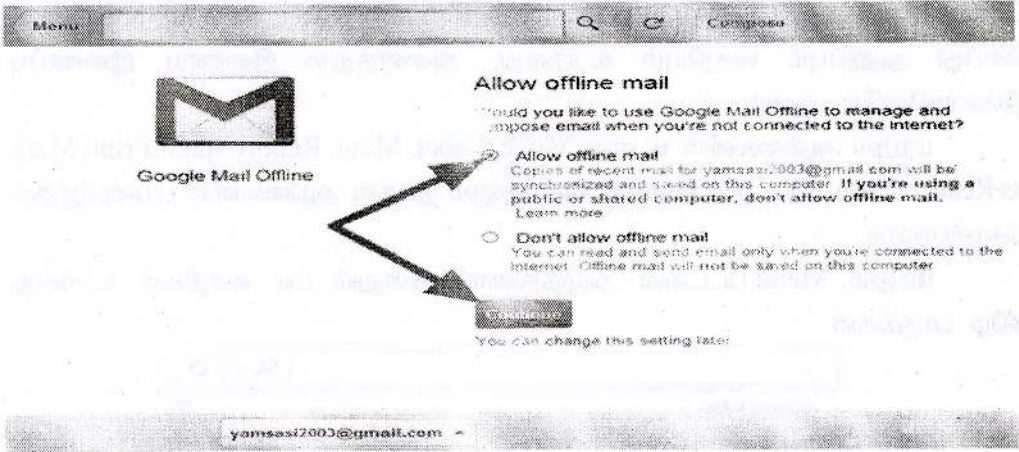 Menu
Compose
Allow offline mail
Would you like to use Google Mail Offline to manage and
compose email when you're not connected to the internet?
Google Mail Offline
Allow offline mail
Copies of recent mail for yamsasi2003@gmail.com will be
synchronized and saved on this computer. If you're using a
public or shared computer, don't allow offline mail.
Learn more
Don't allow offline mail
You can read and send email only when you're connected to the
internet. Offline mail will not be saved on this computer
Continue
You can change this setting later
yamsasi2003@gmail.com